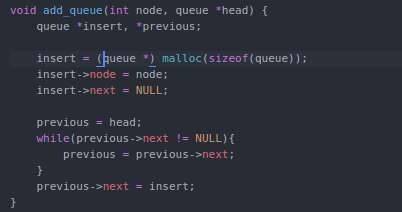 void add_queue(int node, queue *head) {
    queue *insert, *previous;

    insert = (queue *) malloc(sizeof(queue));
    insert->node = node;
    insert->next = NULL;

    previous = head;
    while(previous->next != NULL){
        previous = previous->next;
    }
    previous->next = insert;
}